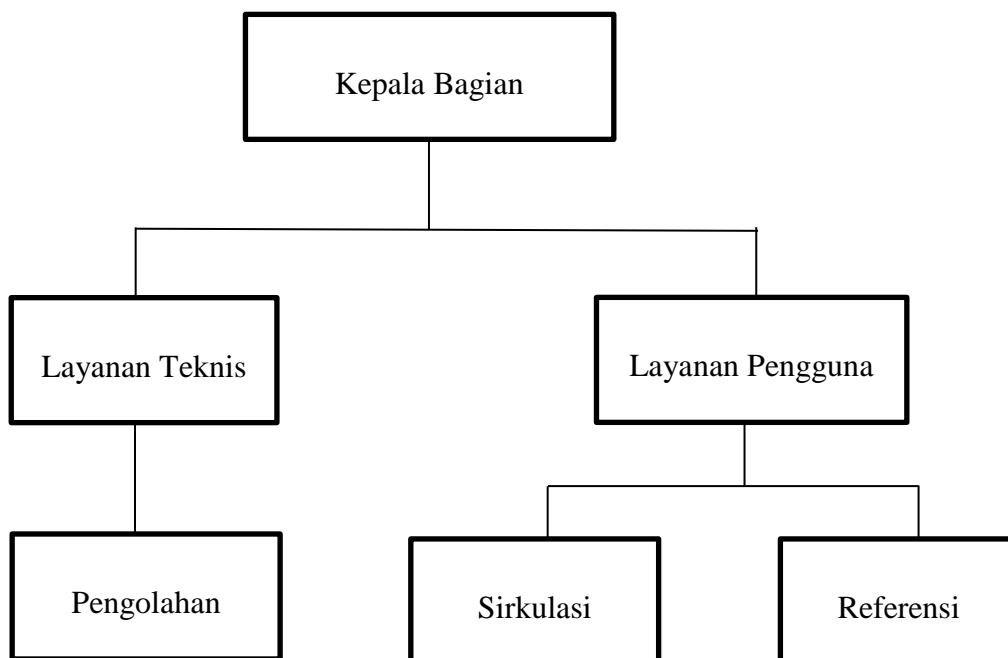 Kepala Bagian
Layanan Teknis
Layanan Pengguna
Pengolahan
Sirkulasi
Referensi